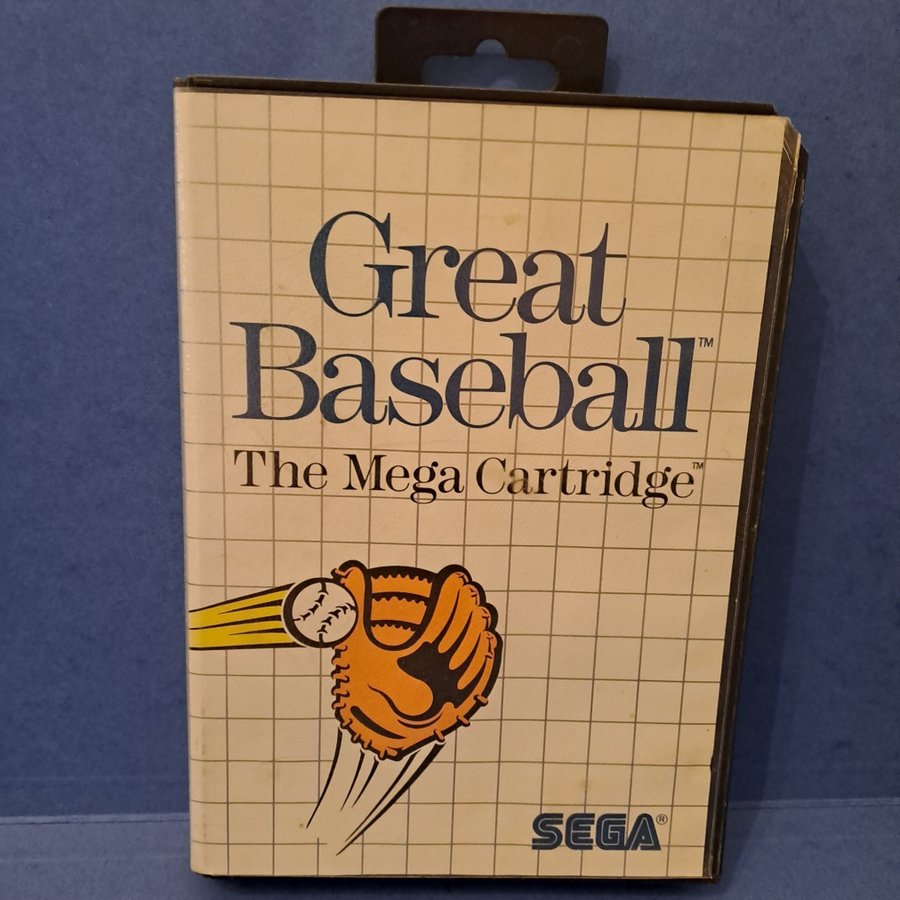 Great
Baseball™
The Mega Cartridge™
SEGA®